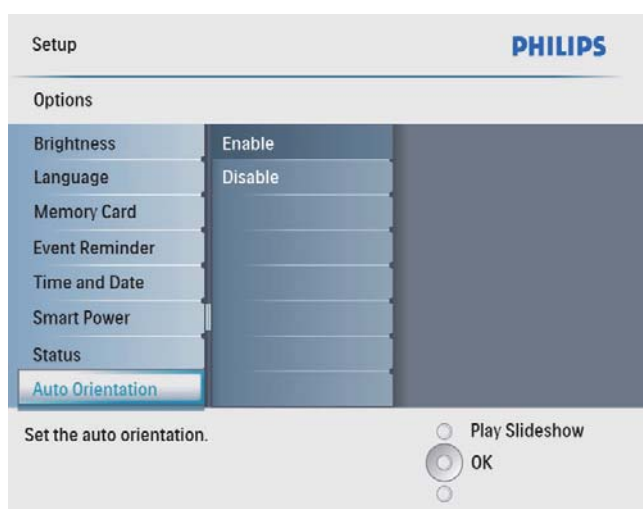 Setup
PHILIPS
Options
Brightness
Language
Memory Card
Event Reminder
Time and Date
Smart Power
Status
Auto Orientation
Enable
Disable
Set the auto orientation.
Play Slideshow
OK